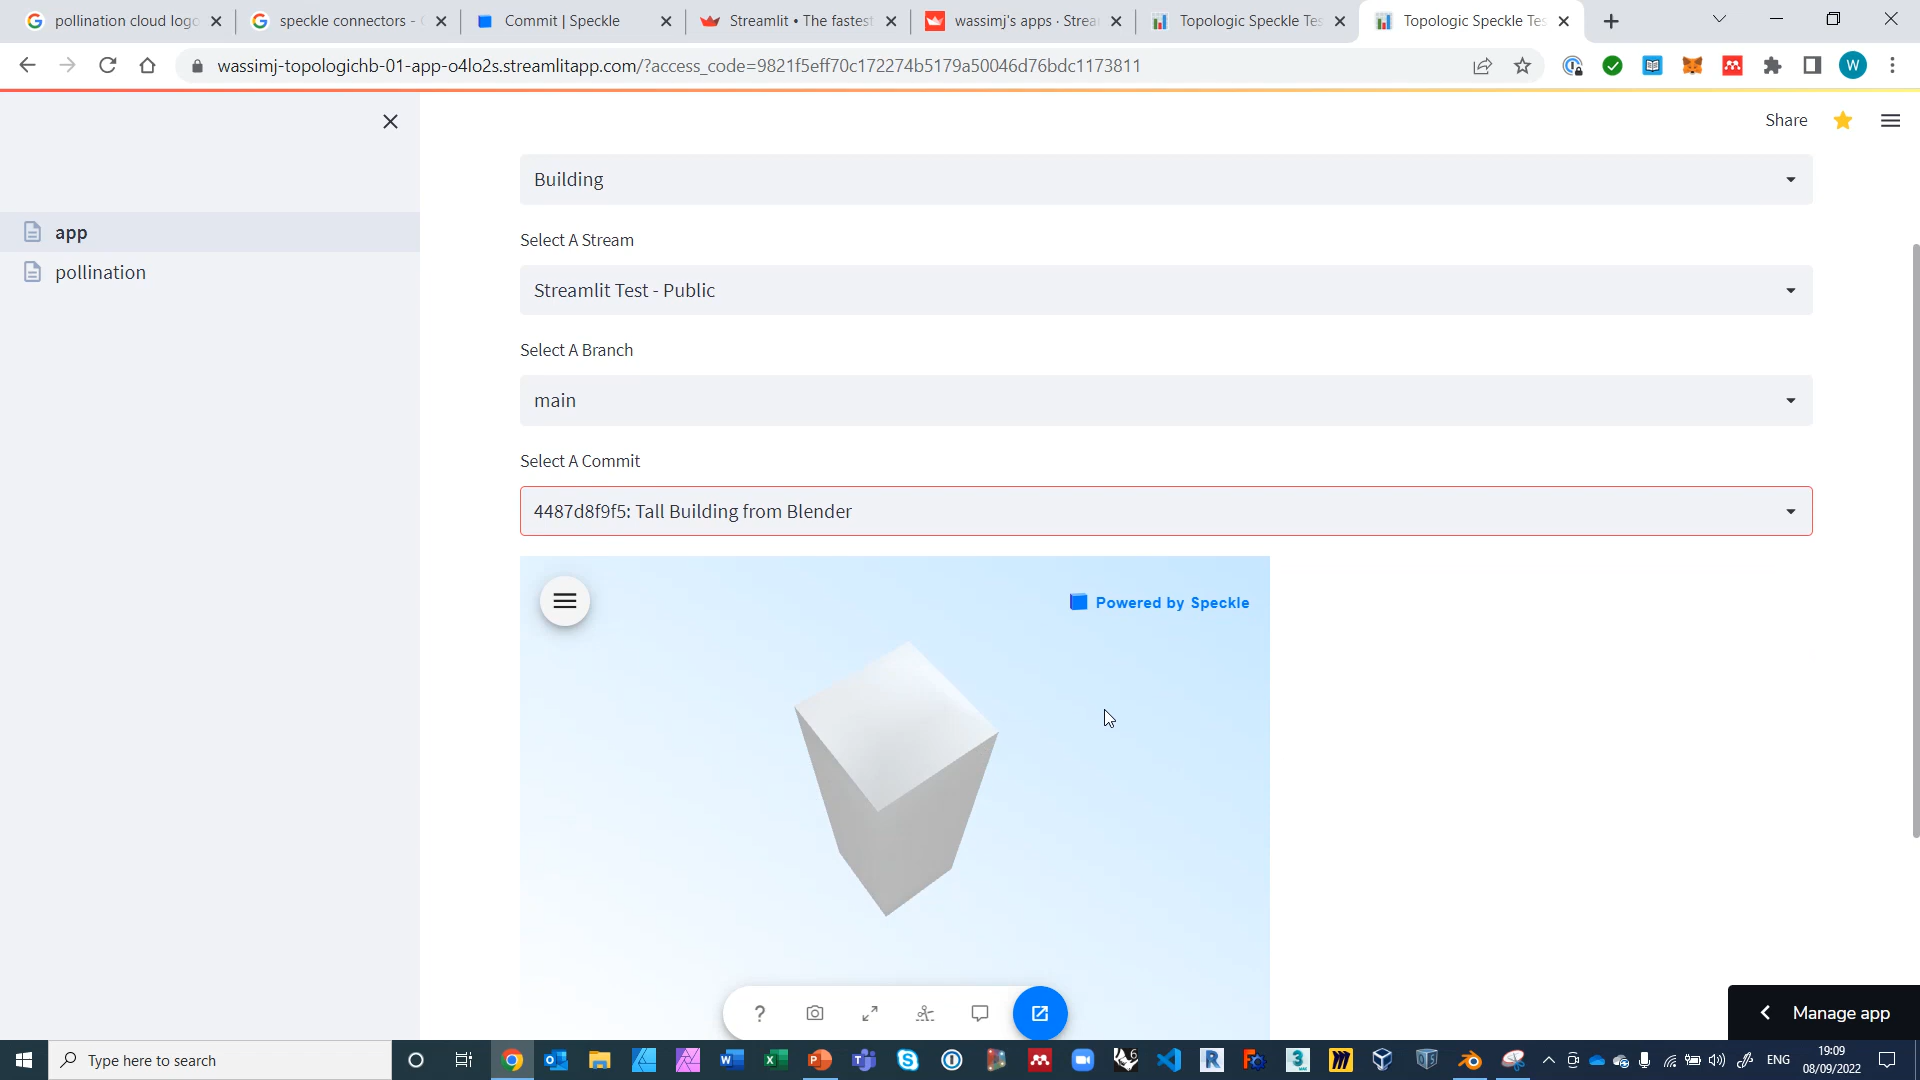 pollination cloud logo
speckle connectors -
Commit | Speckle
Streamlit • The fastest
wassimj's apps · Strea
Topologic Speckle Tes
Topologic Speckle Tes
wassimj-topologichb-01-app-o4lo2s.streamlitapp.com/?access_code=9821f5eff70c172274b5179a50046d76bdc1173811
W
Share
app
pollination
Building
Select A Stream
Streamlit Test - Public
Select A Branch
main
Select A Commit
4487d8f9f5: Tall Building from Blender
Powered by Speckle
?
Manage app
Type here to search
ENG
19:09
08/09/2022